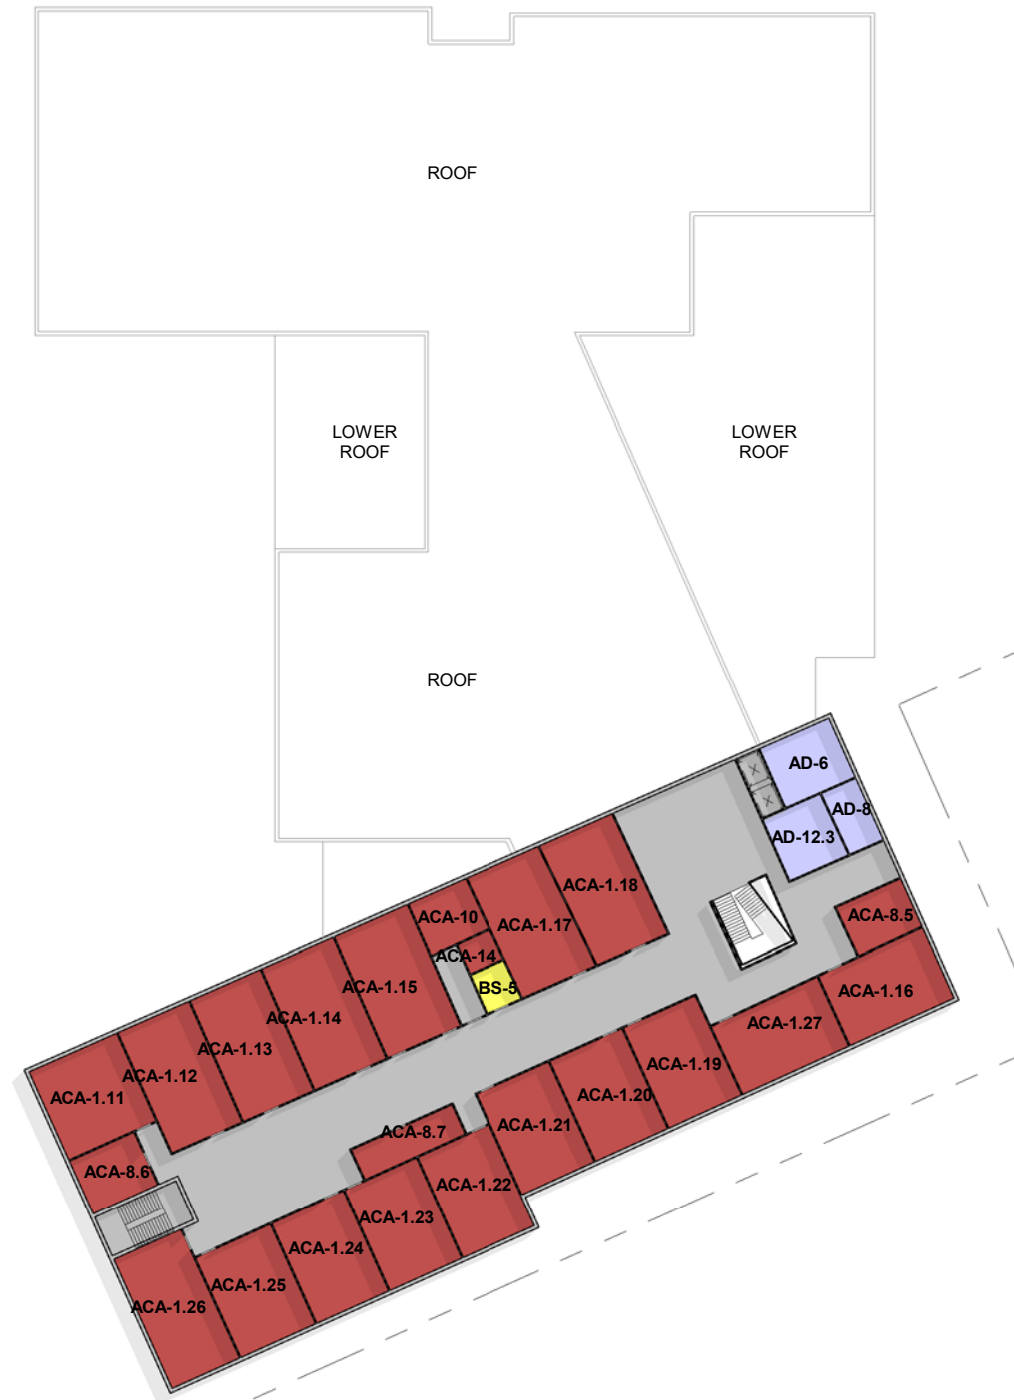 ROOF
LOWER
ROOF
LOWER
ROOF
ROOF
AD-6
AD-8
AD-12.3
ACA-1.18
ACA-8.5
ACA-10
ACA-1.17
ACA-14
ACA-1.15
BS-5
ACA-1.16
ACA-1.14
ACA-1.27
ACA-1.13
ACA-1.19
ACA-1.12
ACA-1.11
ACA-1.20
ACA-1.21
ACA-8.7
ACA-8.6
ACA-1.22
ACA-1.23
ACA-1.24
ACA-1.25
ACA-1.26